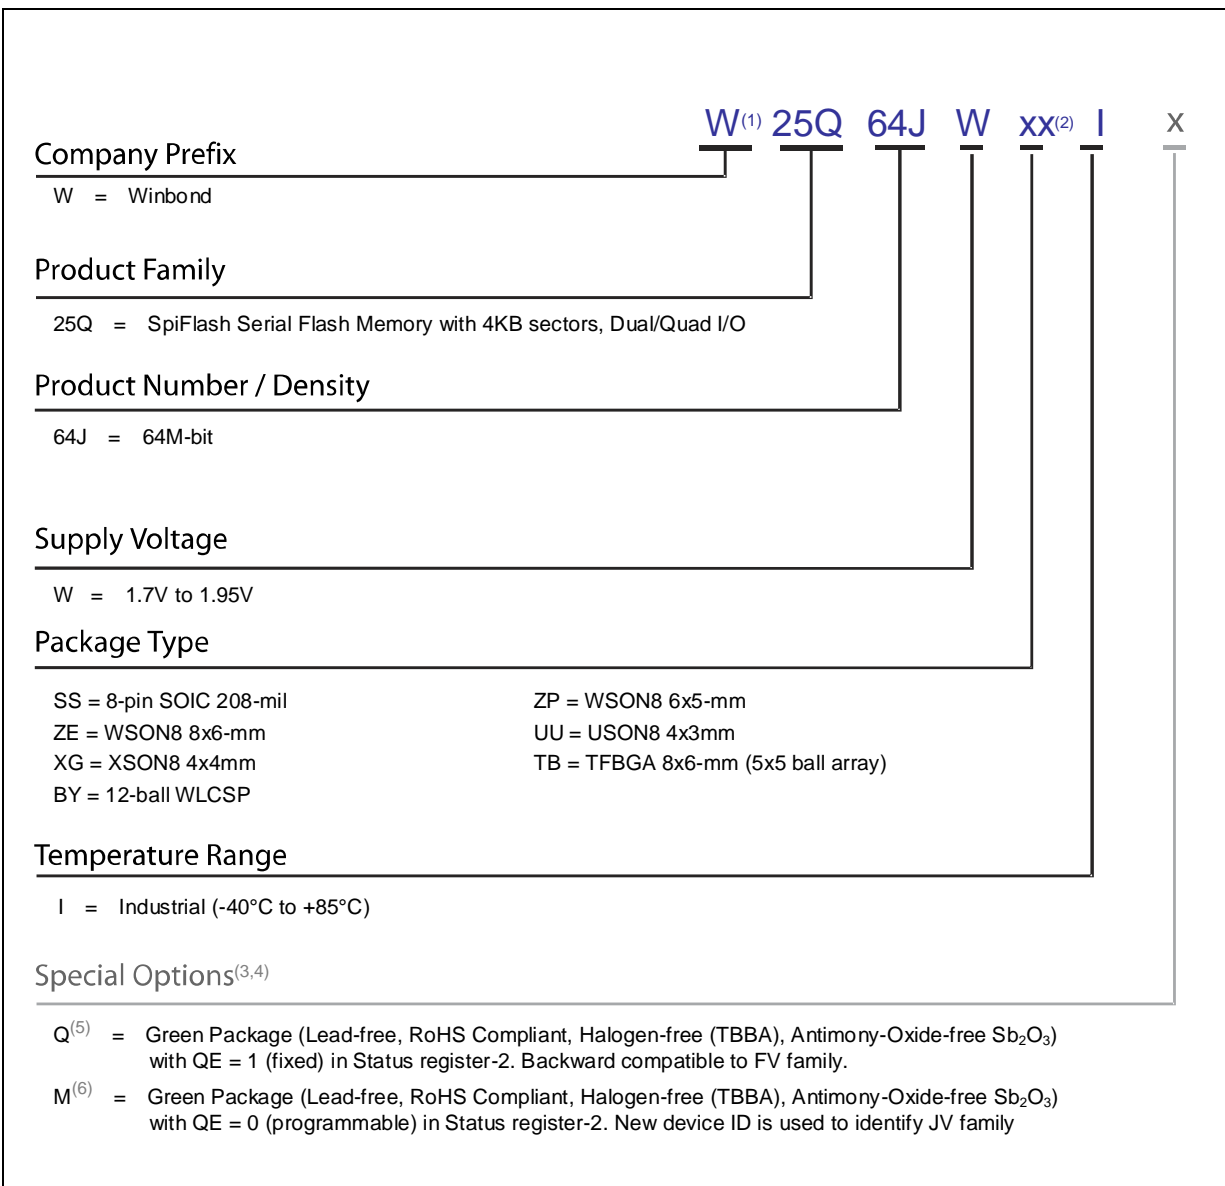 W(1) 25Q 64J W xx(2) I x
Company Prefix
W = Winbond
Product Family
25Q = SpiFlash Serial Flash Memory with 4KB sectors, Dual/Quad I/O
Product Number / Density
64J = 64M-bit
Supply Voltage
W = 1.7V to 1.95V
Package Type
SS = 8-pin SOIC 208-mil ZP = WSON8 6x5-mm
ZE = WSON8 8x6-mm UU = USON8 4x3mm
XG = XSON8 4x4mm TB = TFBGA 8x6-mm (5x5 ball array)
BY = 12-ball WLCSP
Temperature Range
I = Industrial (-40°C to +85°C)
Special Options(3,4)
Q(5) = Green Package (Lead-free, RoHS Compliant, Halogen-free (TBBA), Antimony-Oxide-free Sb₂O₃)
with QE = 1 (fixed) in Status register-2. Backward compatible to FV family.
M(6) = Green Package (Lead-free, RoHS Compliant, Halogen-free (TBBA), Antimony-Oxide-free Sb₂O₃)
with QE = 0 (programmable) in Status register-2. New device ID is used to identify JV family